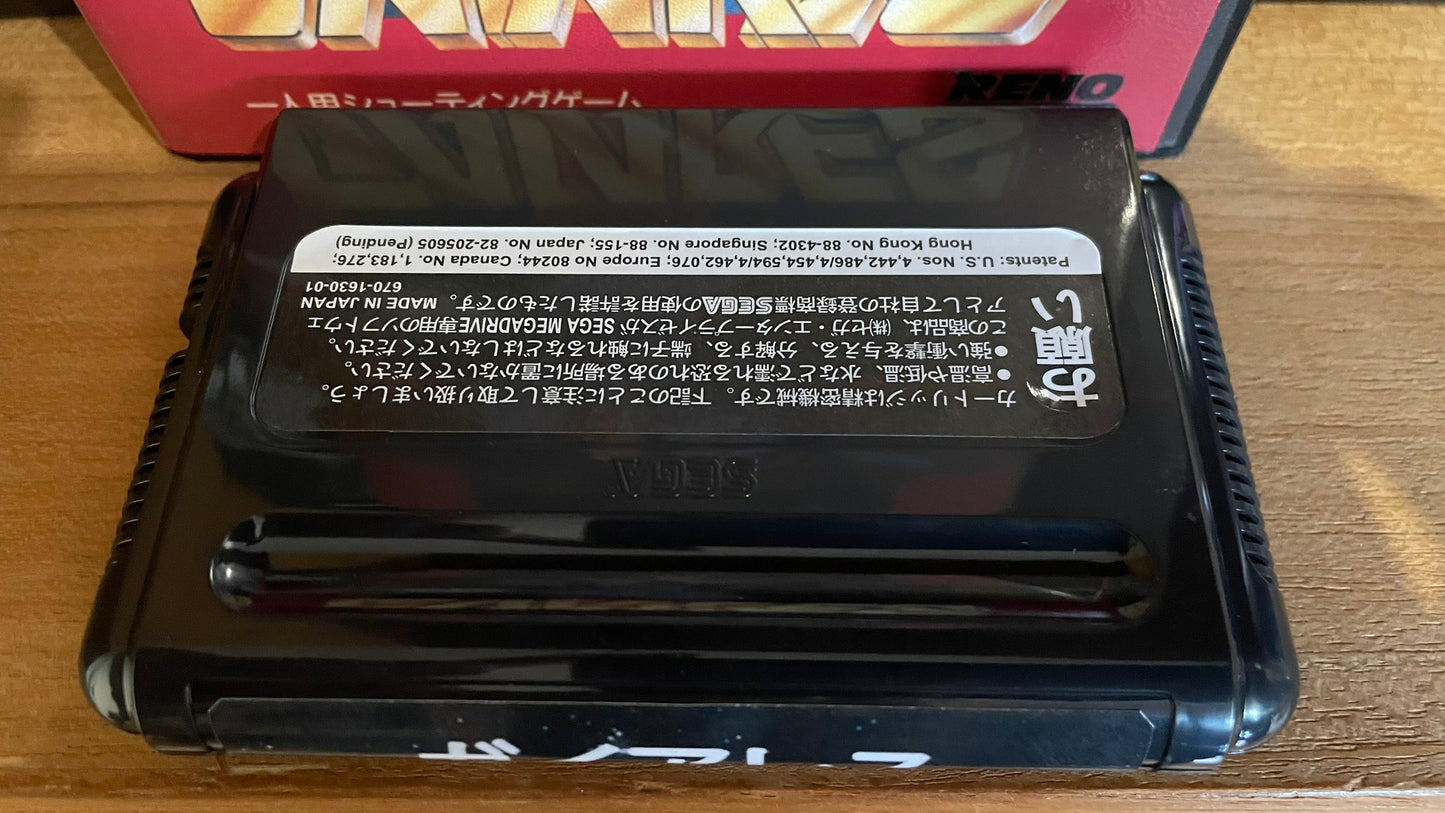 一人用シューティングゲーム
RENO
お願い
カートリッジは精密機械です。下記のことに注意して取り扱いましょう。
●高温や低温、水などで濡れる恐れのある場所に置かないでください。
●強い衝撃を与える、分解する、端子に触れるなどはしないでください。
この商品は、㈱セガ・エンタープライゼスがSEGA MEGADRIVE専用のソフトウェ
アとして自社の登録商標SEGAの使用を許諾したものです。 MADE IN JAPAN
670-1630-01
Patents: U.S. Nos. 4,442,486/4,454,594/4,462,076; Europe No 80244; Canada No. 1,183,276;
Hong Kong No. 88-4302; Singapore No. 88-155; Japan No. 82-205605 (Pending)
SEGA